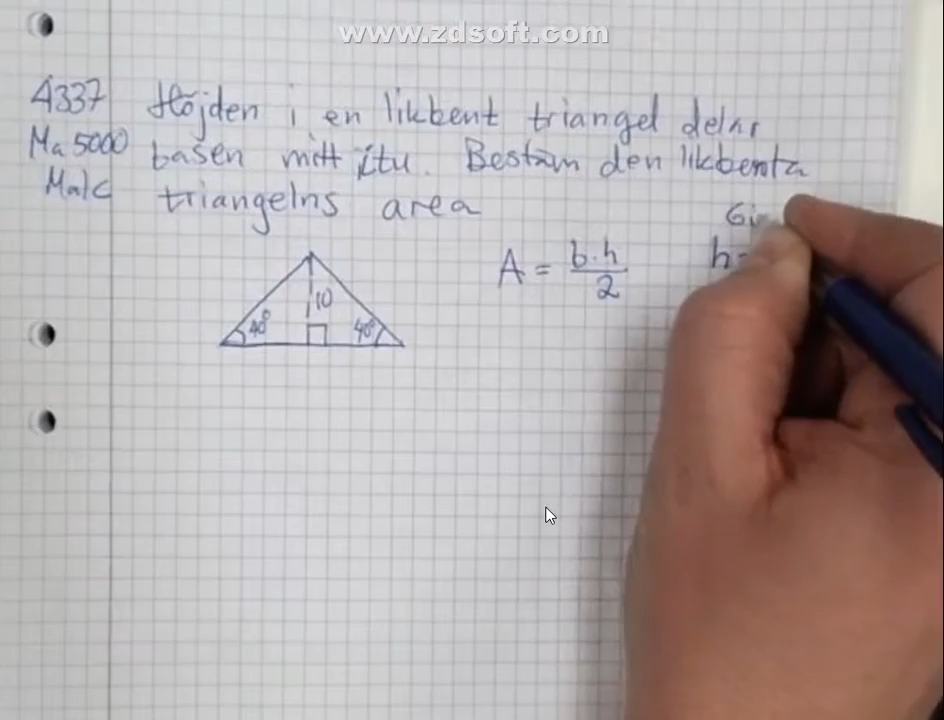 www.zdsoft.com
4337 Höjden i en likbent triangel delar
Ma 5000 basen mitt itu. Bestäm den likbenta
Ma1c triangelns area
A = b·h
2
h=
10
40° 40°